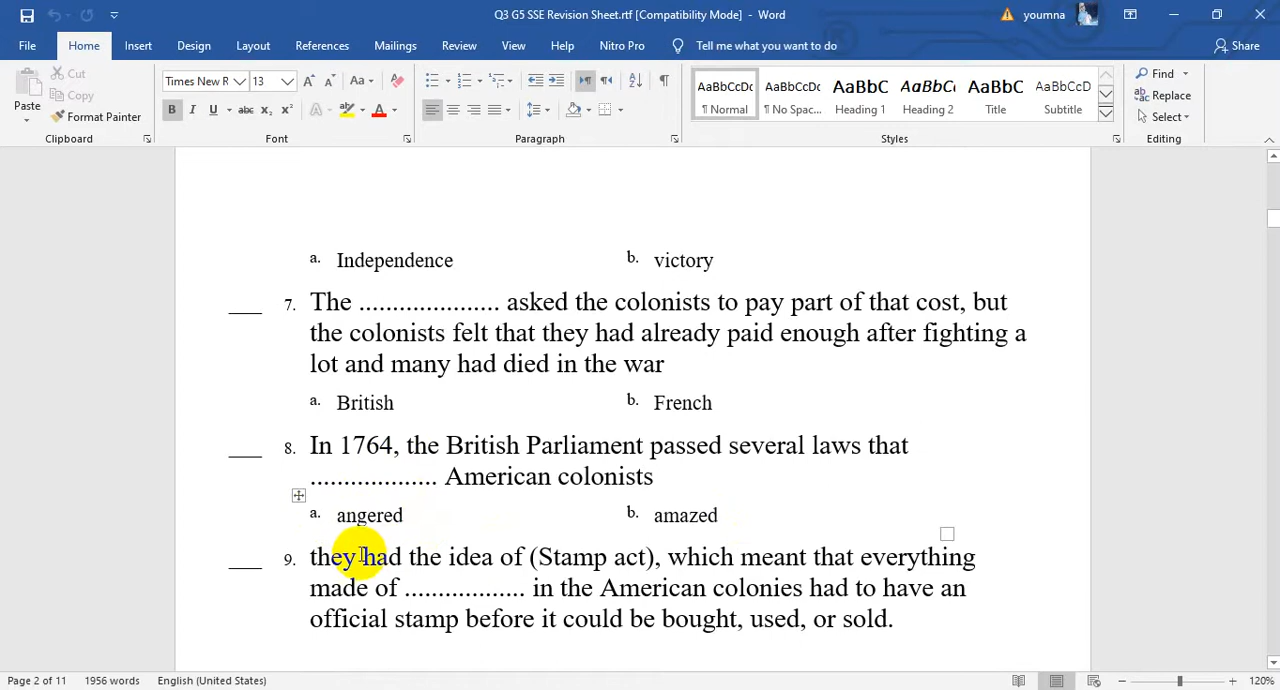 Q3 G5 SSE Revision Sheet.rtf [Compatibility Mode] - Word
youmna
File Home Insert Design Layout References Mailings Review View Help Nitro Pro Tell me what you want to do Share
Paste
Cut
Copy
Format Painter
Clipboard
Times New R 13
Font
Paragraph
AaBbCcDc ¶ Normal
AaBbCcDc ¶ No Spac...
AaBbC Heading 1
AaBbCc Heading 2
AaBbC Title
AaBbCcD Subtitle
Styles
Find
Replace
Select
Editing
a. Independence b. victory
____ 7. The ..................... asked the colonists to pay part of that cost, but
the colonists felt that they had already paid enough after fighting a
lot and many had died in the war
a. British b. French
____ 8. In 1764, the British Parliament passed several laws that
................... American colonists
a. angered b. amazed
____ 9. they had the idea of (Stamp act), which meant that everything
made of .................. in the American colonies had to have an
official stamp before it could be bought, used, or sold.
Page 2 of 11 1956 words English (United States) 120%